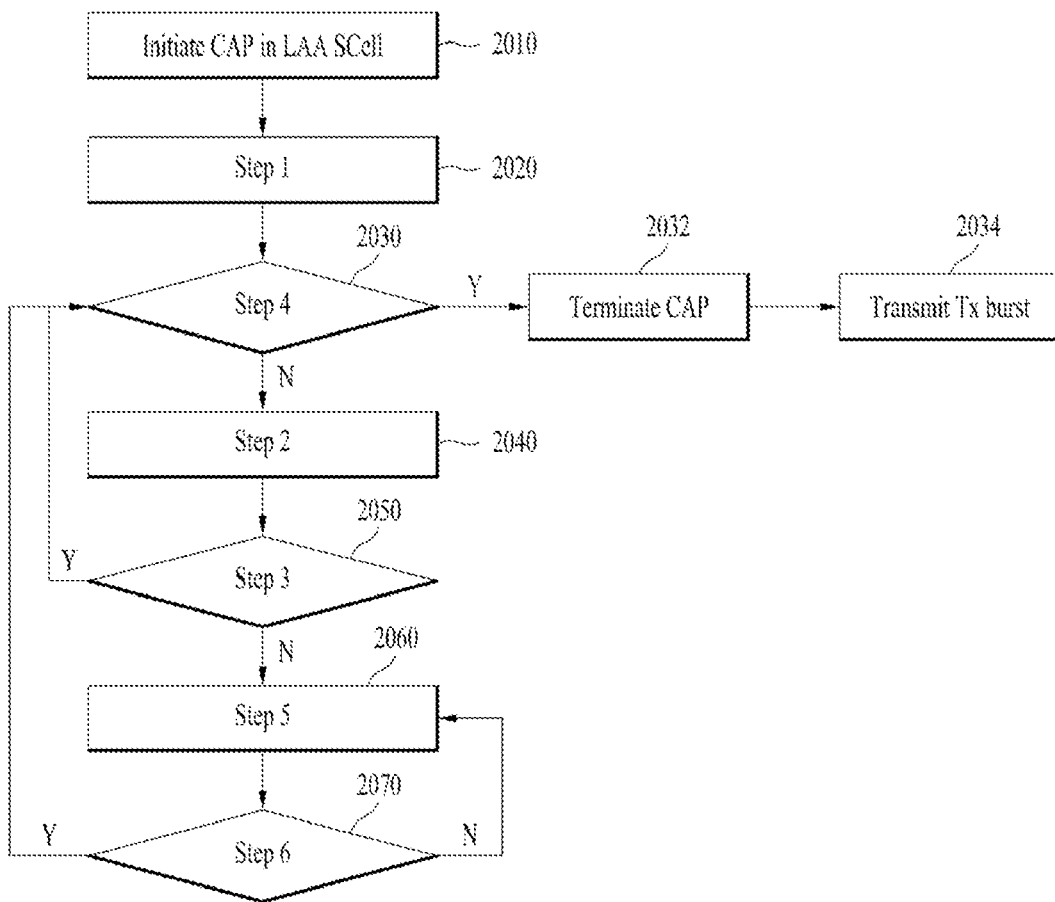 Initiate CAP in LAA SCell
2010
Step 1
2020
2030
Step 4
Y
N
2032
Terminate CAP
2034
Transmit Tx burst
Step 2
2040
2050
Step 3
Y
N
2060
Step 5
2070
Step 6
Y
N